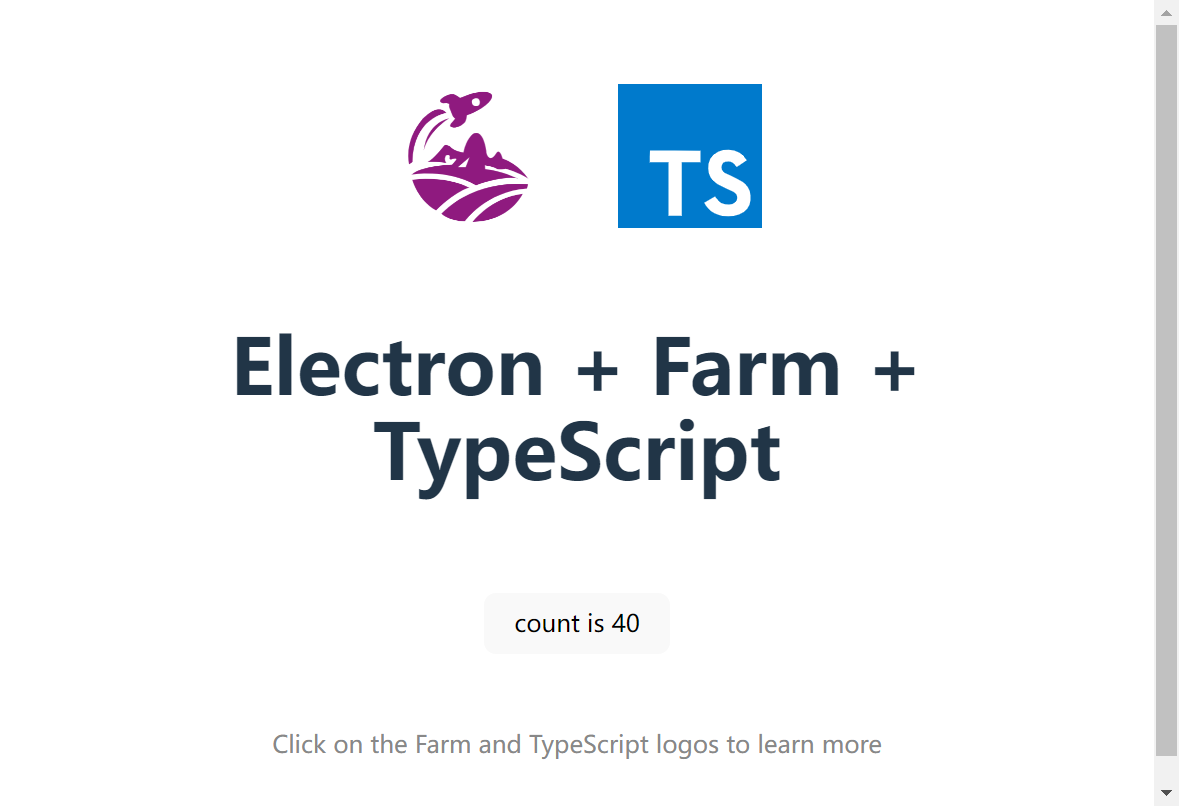 TS
Electron + Farm +
TypeScript
count is 40
Click on the Farm and TypeScript logos to learn more